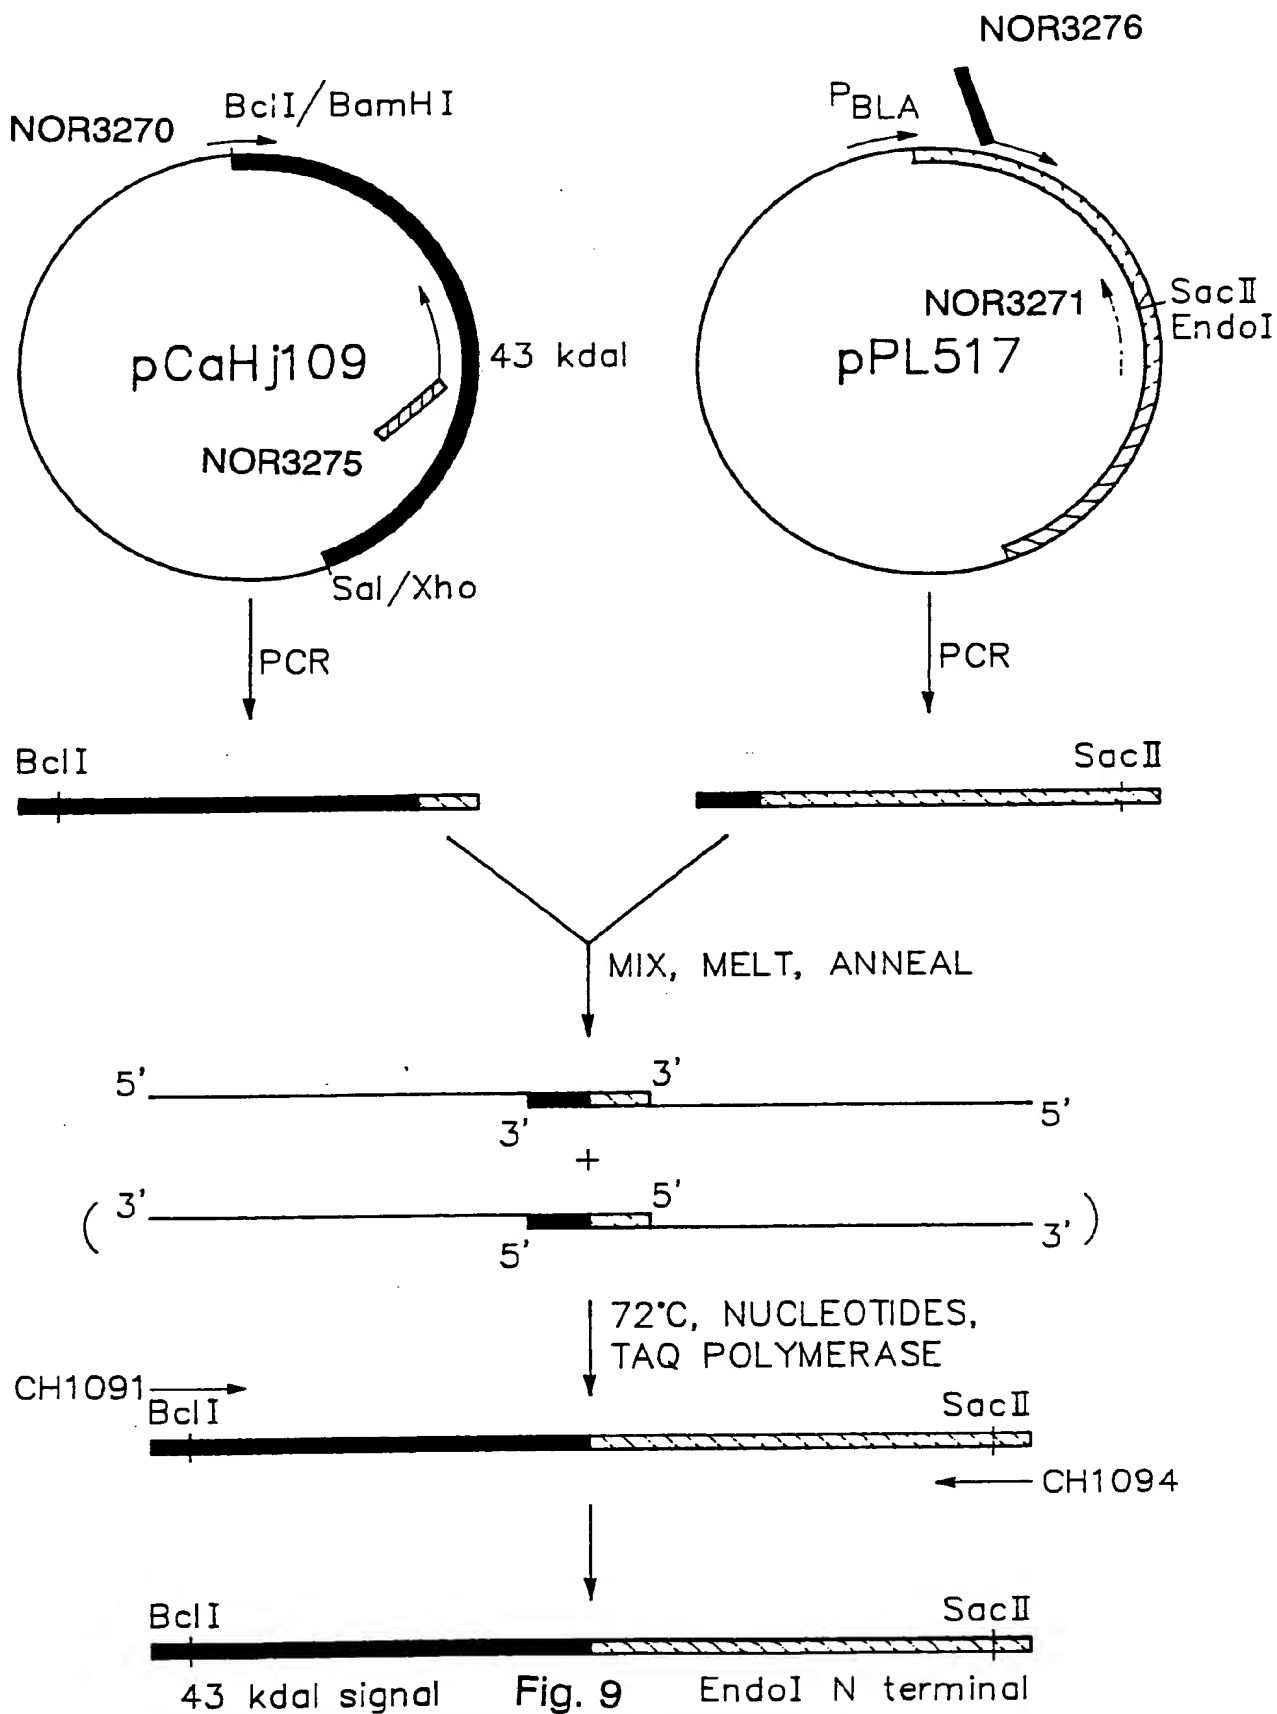 NOR3276
NOR3270
BclI/BamHI
PBLA
pCaHj109
43 kdal
NOR3275
Sal/Xho
NOR3271
SacII
EndoI
pPL517
PCR
PCR
BclI
SacII
MIX, MELT, ANNEAL
5'
3'
3'
5'
+
( 3'
5'
5'
3' )
72°C, NUCLEOTIDES,
TAQ POLYMERASE
CH1091
BclI
SacII
CH1094
BclI
SacII
43 kdal signal
Fig. 9
EndoI N terminal